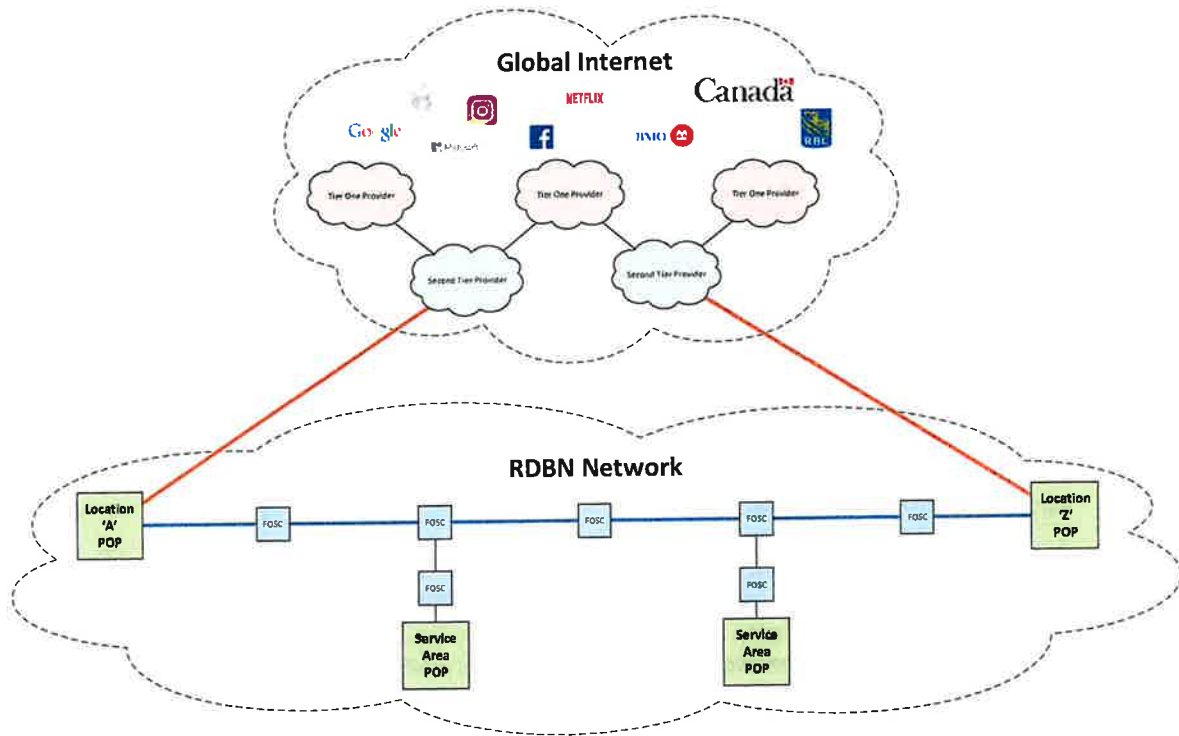 Global Internet
NETFLIX
Canada
Google
Microsoft
BMO
RBC
Tier One Provider
Tier One Provider
Tier One Provider
Second Tier Provider
Second Tier Provider
RDBN Network
Location
'A'
POP
FOSC
FOSC
FOSC
FOSC
FOSC
Location
'Z'
POP
FOSC
FOSC
Service
Area
POP
Service
Area
POP